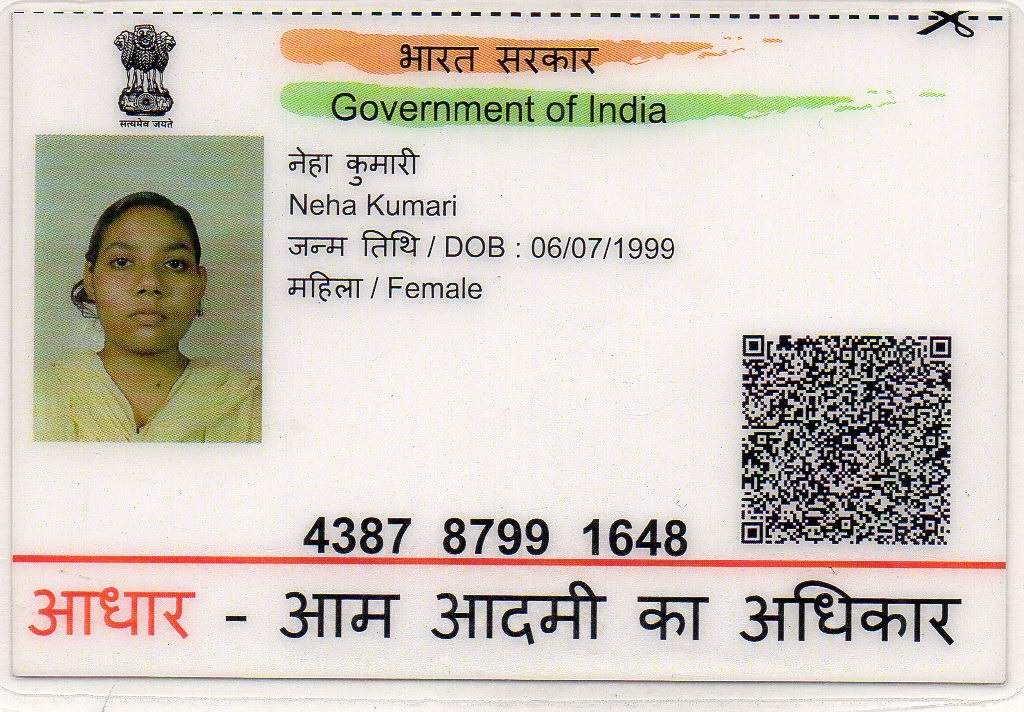 भारत सरकार
Government of India
सत्यमेव जयते
नेहा कुमारी
Neha Kumari
जन्म तिथि / DOB : 06/07/1999
महिला / Female
4387 8799 1648
आधार - आम आदमी का अधिकार